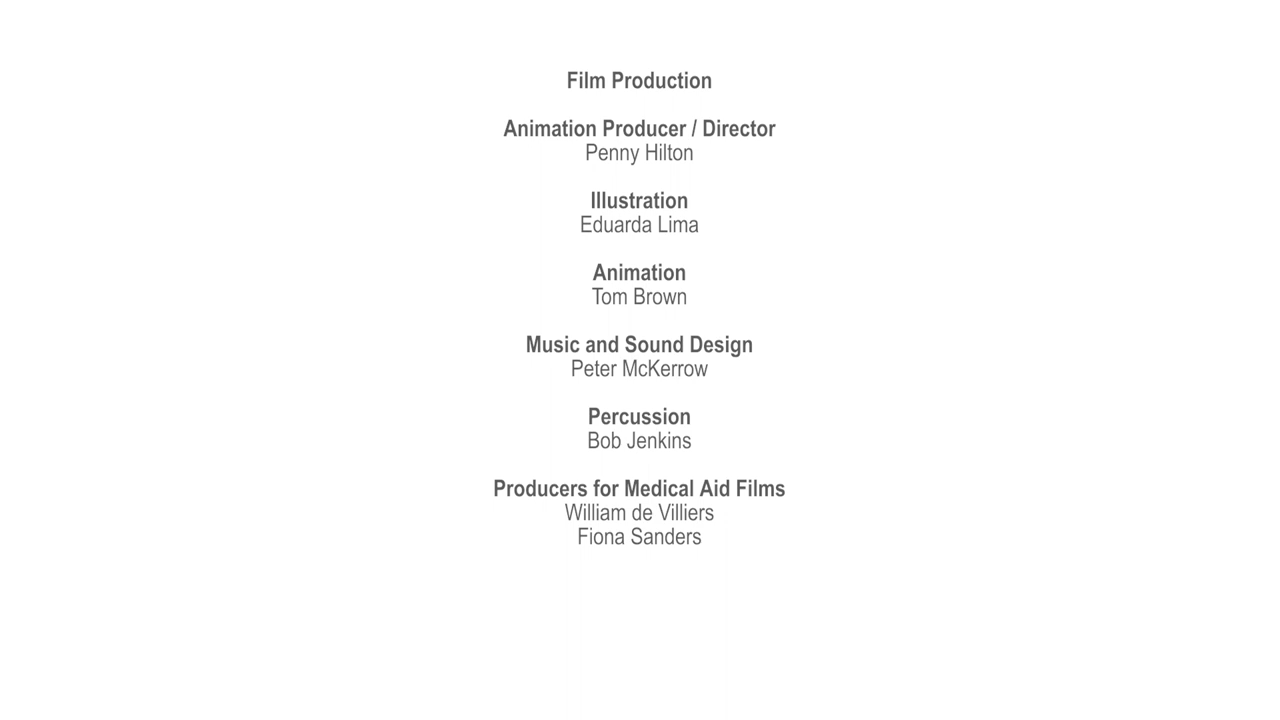 Film Production
Animation Producer / Director
Penny Hilton
Illustration
Eduarda Lima
Animation
Tom Brown
Music and Sound Design
Peter McKerrow
Percussion
Bob Jenkins
Producers for Medical Aid Films
William de Villiers
Fiona Sanders